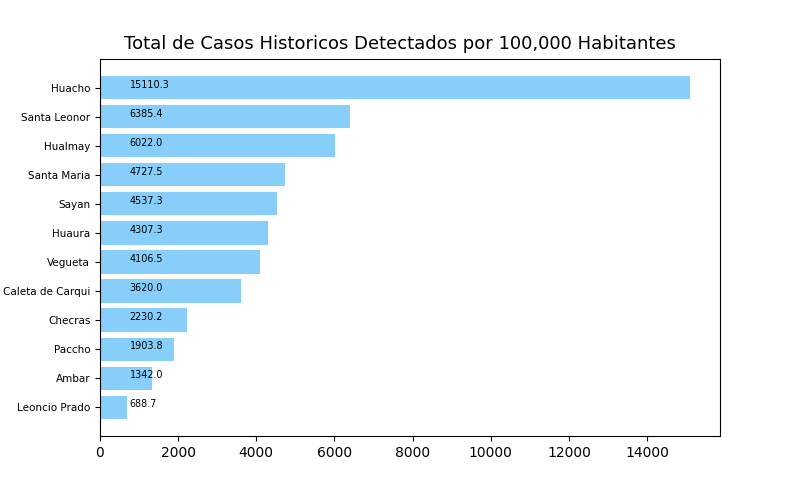 Total de Casos Historicos Detectados por 100,000 Habitantes
Huacho 15110.3
Santa Leonor 6385.4
Hualmay 6022.0
Santa Maria 4727.5
Sayan 4537.3
Huaura 4307.3
Vegueta 4106.5
Caleta de Carqui 3620.0
Checras 2230.2
Paccho 1903.8
Ambar 1342.0
Leoncio Prado 688.7
0 2000 4000 6000 8000 10000 12000 14000